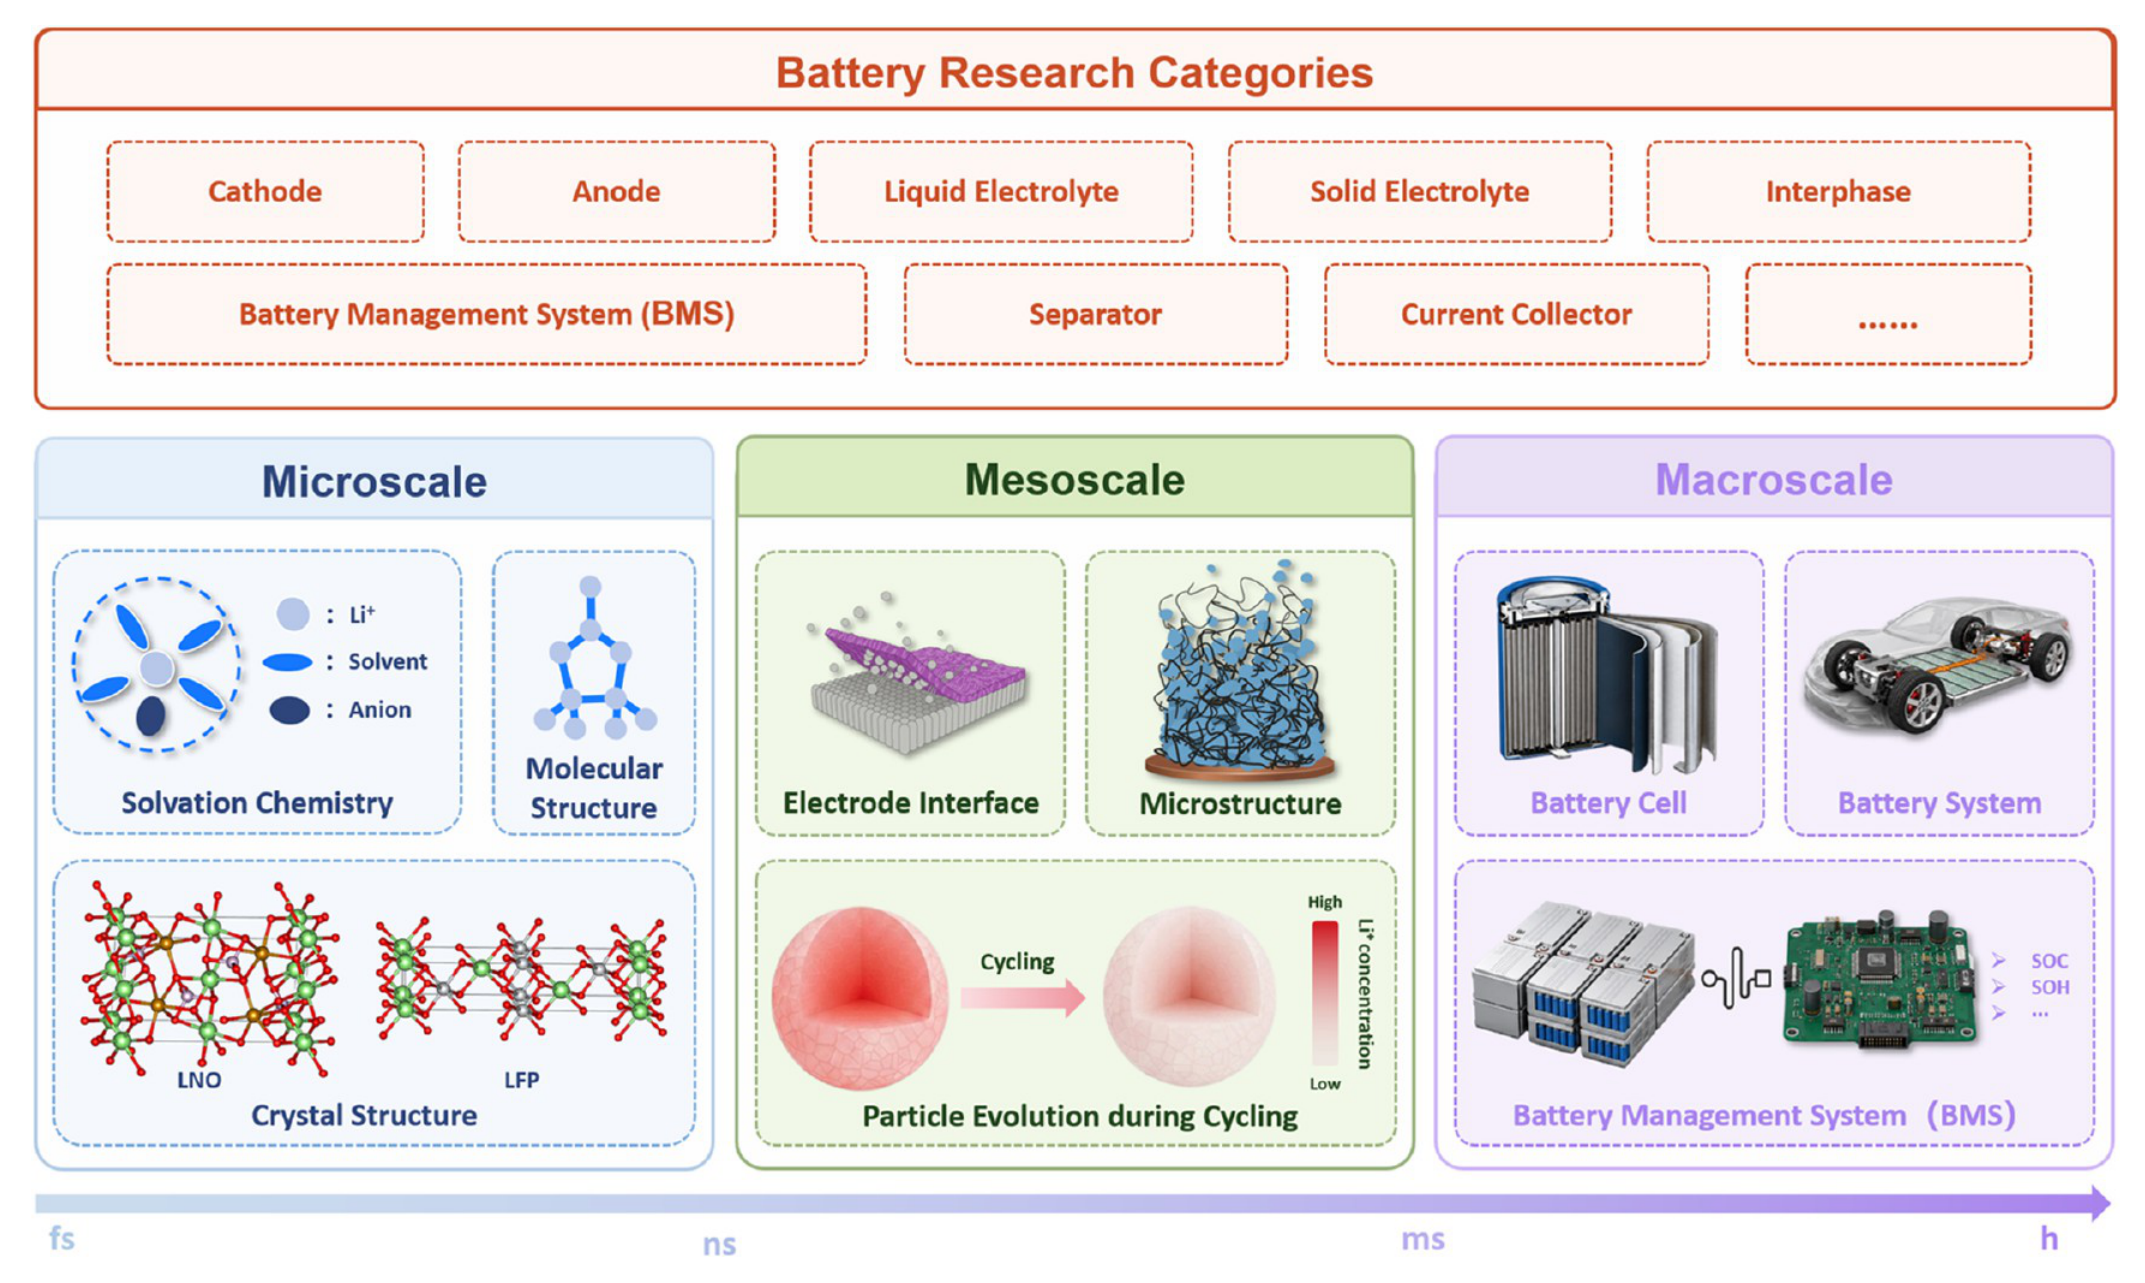 Battery Research Categories
Cathode
Anode
Liquid Electrolyte
Solid Electrolyte
Interphase
Battery Management System (BMS)
Separator
Current Collector
......
Microscale
: Li⁺
: Solvent
: Anion
Solvation Chemistry
Molecular
Structure
LNO
LFP
Crystal Structure
Mesoscale
Electrode Interface
Microstructure
Cycling
High
Li⁺ concentration
Low
Particle Evolution during Cycling
Macroscale
Battery Cell
Battery System
SOC
SOH
...
Battery Management System (BMS)
fs
ns
ms
h